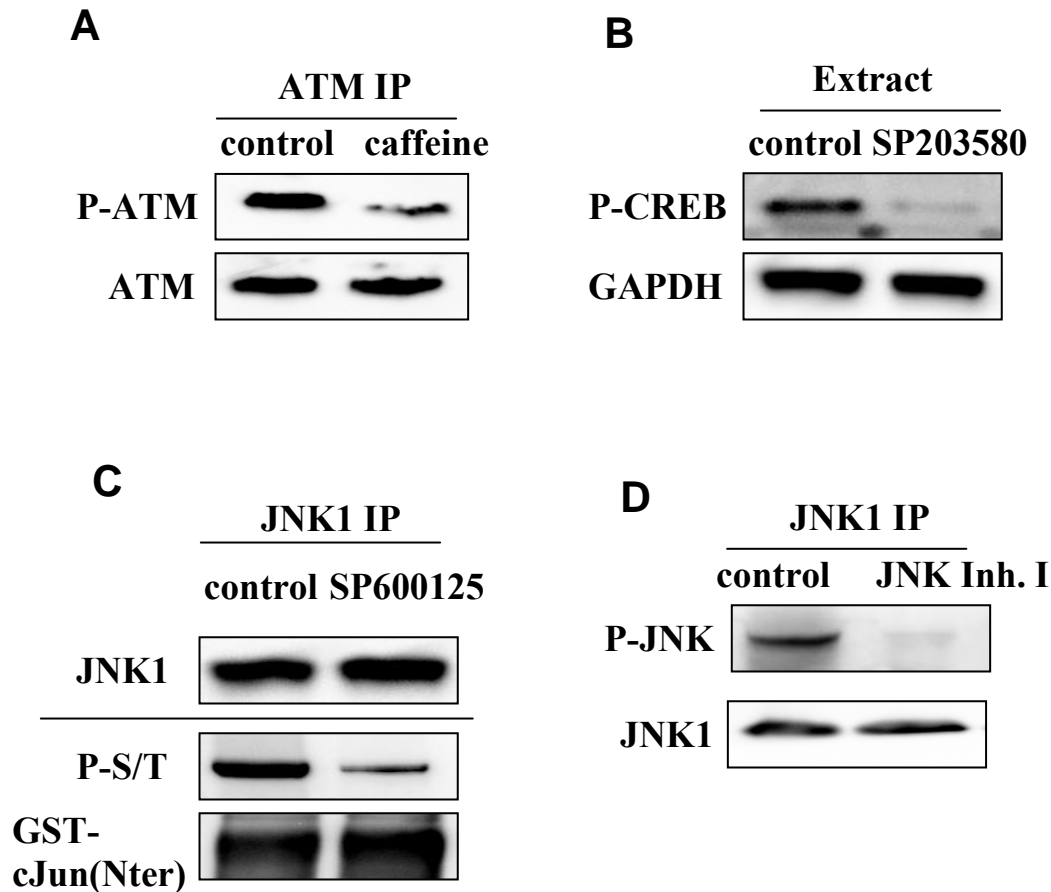 A
ATM IP
control caffeine
P-ATM
ATM
B
Extract
control SP203580
P-CREB
GAPDH
C
JNK1 IP
control SP600125
JNK1
P-S/T
GST-
cJun(Nter)
D
JNK1 IP
control JNK Inh. I
P-JNK
JNK1